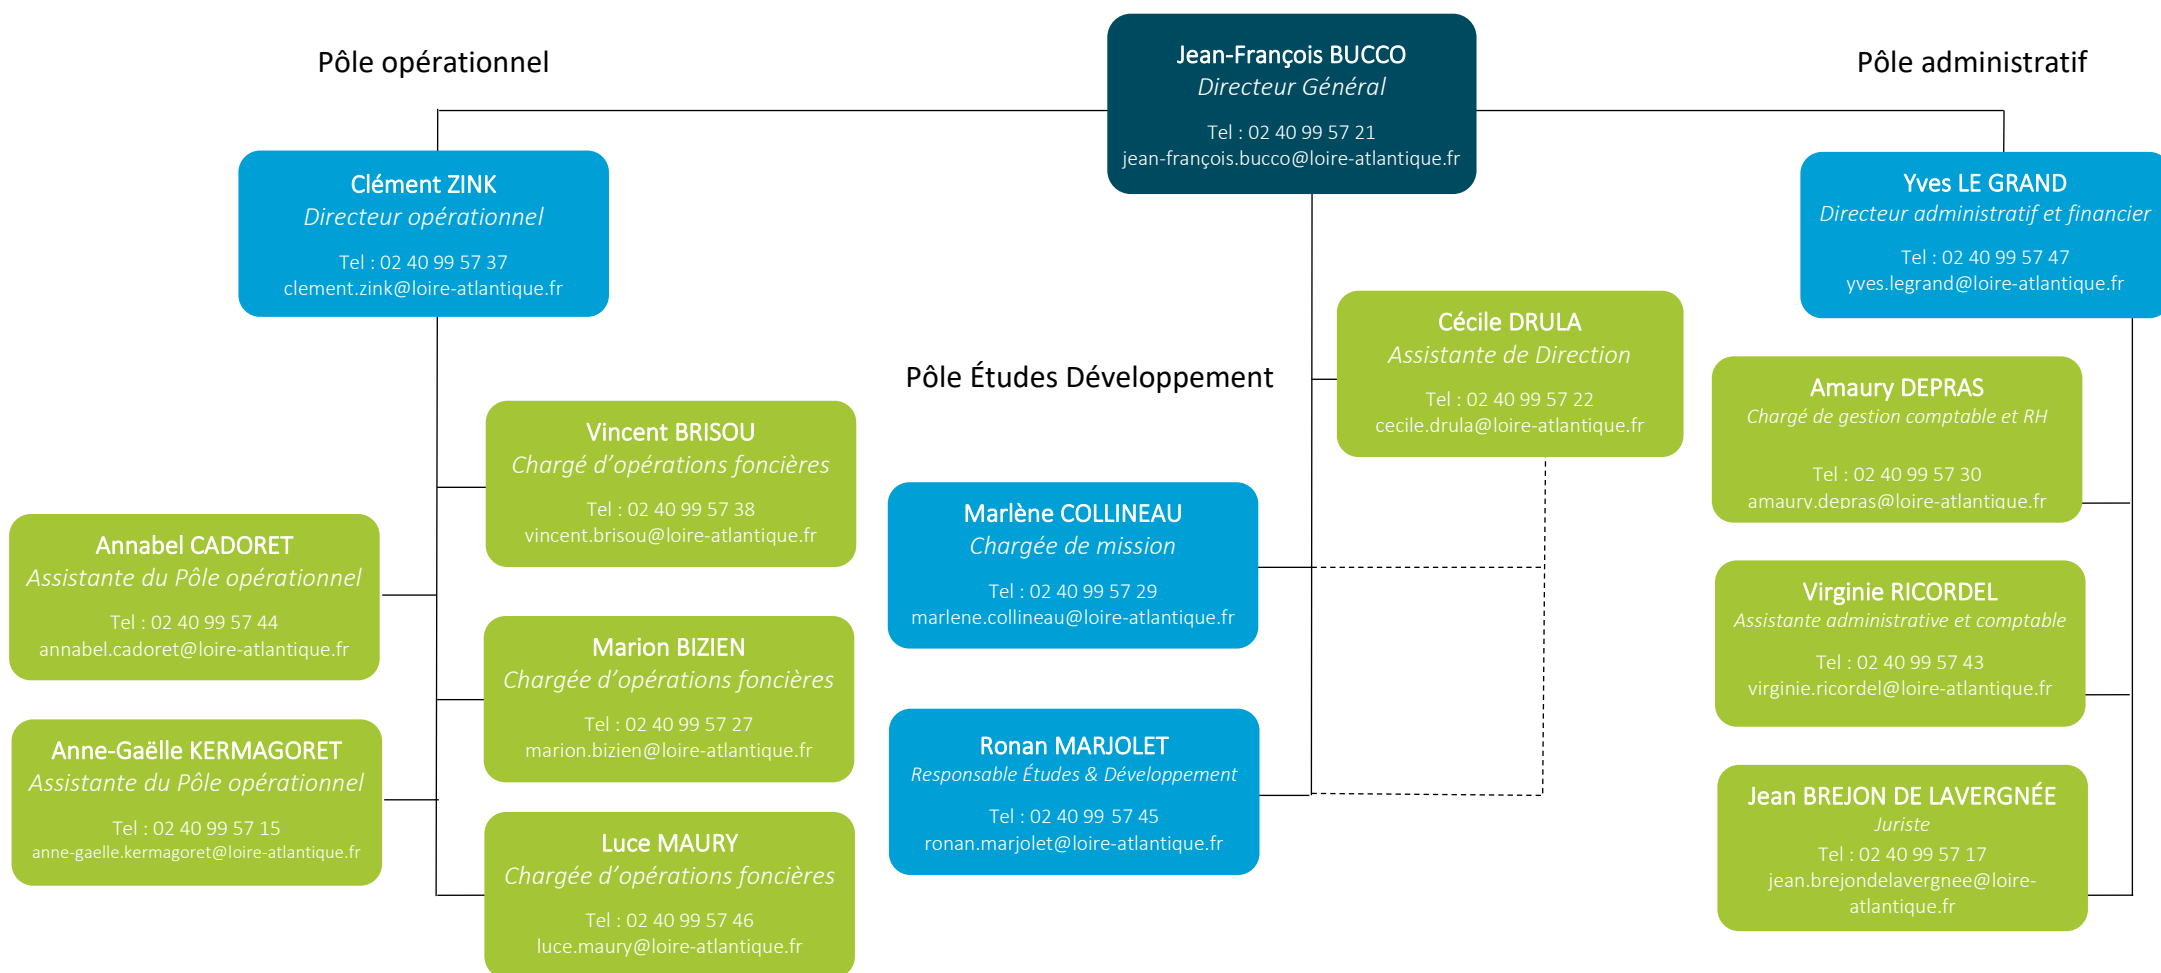 Pôle opérationnel
Jean-François BUCCO
Directeur Général
Tel : 02 40 99 57 21
jean-françois.bucco@loire-atlantique.fr
Pôle administratif
Clément ZINK
Directeur opérationnel
Tel : 02 40 99 57 37
clement.zink@loire-atlantique.fr
Yves LE GRAND
Directeur administratif et financier
Tel : 02 40 99 57 47
yves.legrand@loire-atlantique.fr
Cécile DRULA
Assistante de Direction
Tel : 02 40 99 57 22
cecile.drula@loire-atlantique.fr
Pôle Études Développement
Amaury DEPRAS
Chargé de gestion comptable et RH
Tel : 02 40 99 57 30
amaury.depras@loire-atlantique.fr
Vincent BRISOU
Chargé d’opérations foncières
Tel : 02 40 99 57 38
vincent.brisou@loire-atlantique.fr
Marlène COLLINEAU
Chargée de mission
Tel : 02 40 99 57 29
marlene.collineau@loire-atlantique.fr
Annabel CADORET
Assistante du Pôle opérationnel
Tel : 02 40 99 57 44
annabel.cadoret@loire-atlantique.fr
Virginie RICORDEL
Assistante administrative et comptable
Tel : 02 40 99 57 43
virginie.ricordel@loire-atlantique.fr
Marion BIZIEN
Chargée d’opérations foncières
Tel : 02 40 99 57 27
marion.bizien@loire-atlantique.fr
Ronan MARJOLET
Responsable Études & Développement
Tel : 02 40 99 57 45
ronan.marjolet@loire-atlantique.fr
Anne-Gaëlle KERMAGORET
Assistante du Pôle opérationnel
Tel : 02 40 99 57 15
anne-gaelle.kermagoret@loire-atlantique.fr
Jean BREJON DE LAVERGNÉE
Juriste
Tel : 02 40 99 57 17
jean.brejondelavergnee@loire-
atlantique.fr
Luce MAURY
Chargée d’opérations foncières
Tel : 02 40 99 57 46
luce.maury@loire-atlantique.fr